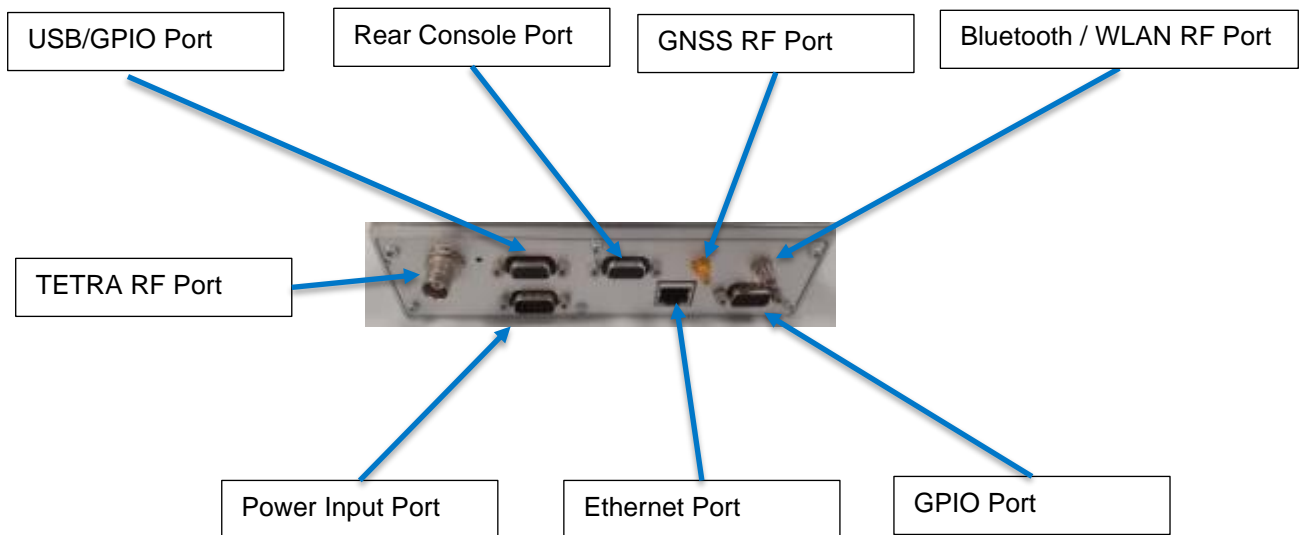 USB/GPIO Port
Rear Console Port
GNSS RF Port
Bluetooth / WLAN RF Port
TETRA RF Port
Power Input Port
Ethernet Port
GPIO Port